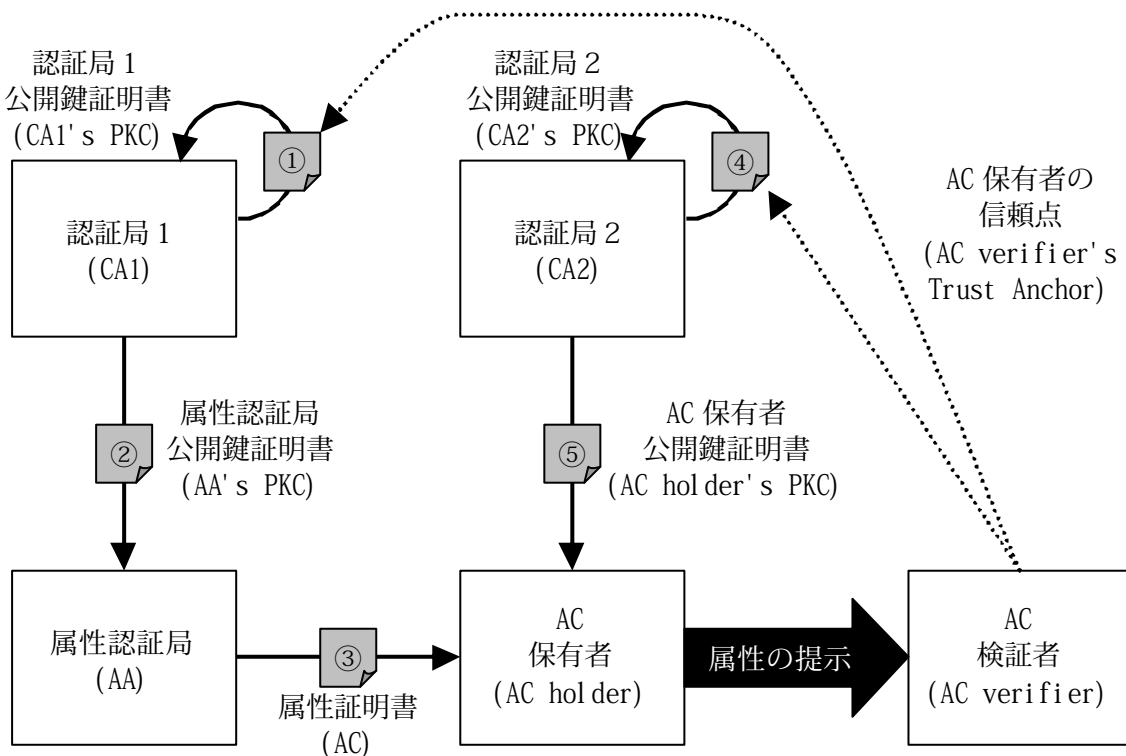 認証局 1
公開鍵証明書
(CA1's PKC)
①
認証局 1
(CA1)
認証局 2
公開鍵証明書
(CA2's PKC)
④
認証局 2
(CA2)
AC 保有者の
信頼点
(AC verifier's
Trust Anchor)
②
属性認証局
公開鍵証明書
(AA's PKC)
⑤
AC 保有者
公開鍵証明書
(AC holder's PKC)
属性認証局
(AA)
③
属性証明書
(AC)
AC
保有者
(AC holder)
属性の提示
AC
検証者
(AC verifier)